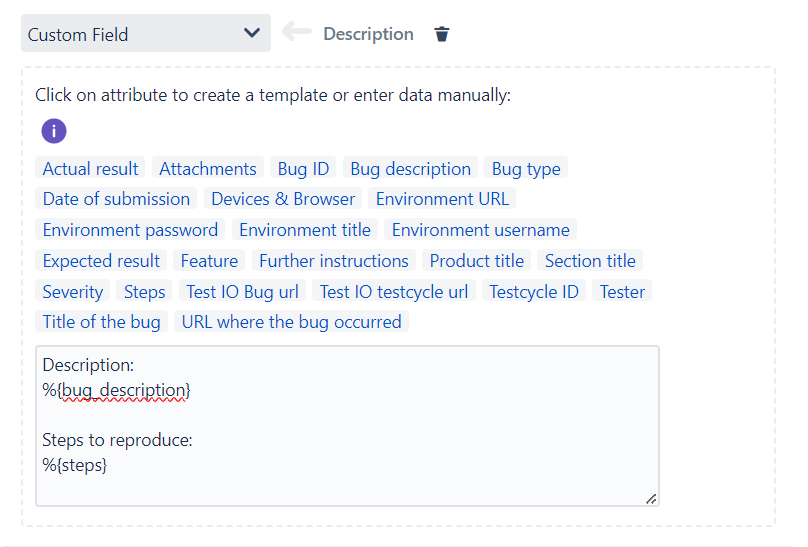 Custom Field Description
Click on attribute to create a template or enter data manually:
i
Actual result Attachments Bug ID Bug description Bug type
Date of submission Devices & Browser Environment URL
Environment password Environment title Environment username
Expected result Feature Further instructions Product title Section title
Severity Steps Test IO Bug url Test IO testcycle url Testcycle ID Tester
Title of the bug URL where the bug occurred
Description:
%{bug_description}
Steps to reproduce:
%{steps}